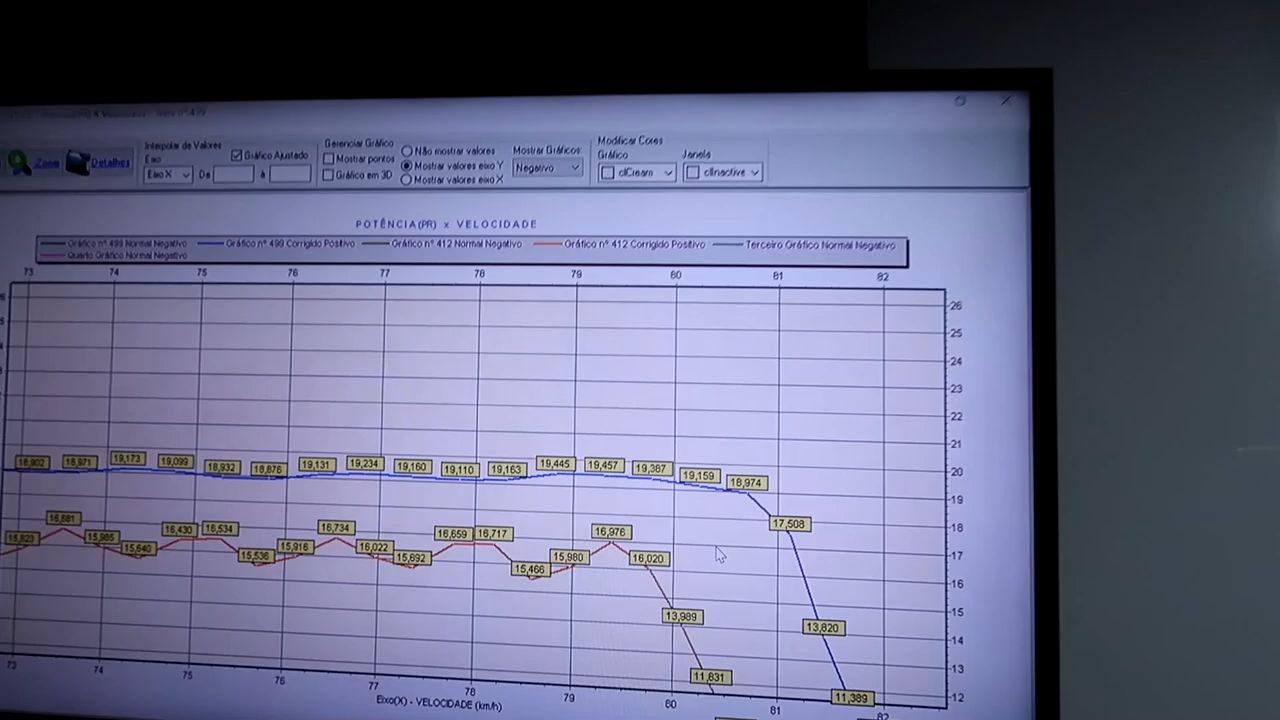 Interpolar de Valores
Eixo
Gráfico Ajustado
Zoom
Detalhes
Eixo X
De
à
Gerenciar Gráfico
Mostrar pontos
Gráfico em 3D
Não mostrar valores
Mostrar valores eixo Y
Mostrar valores eixo X
Mostrar Gráficos:
Negativo
Modificar Cores
Gráfico
clCream
Janela
clInactive
POTÊNCIA(PR) x VELOCIDADE
Gráfico nº 499 Normal Negativo Gráfico nº 499 Corrigido Positivo Gráfico nº 412 Normal Negativo Gráfico nº 412 Corrigido Positivo Terceiro Gráfico Normal Negativo
Quarto Gráfico Normal Negativo
73 74 75 76 77 78 79 80 81 82
26
25
24
23
22
21
20
19
18
17
16
15
14
13
12
18,902 18,971 19,173 19,099 18,932 18,876 19,131 19,234 19,160 19,110 19,163 19,445 19,457 19,387 19,159 18,974
17,508
13,820
11,389
15,823 16,681 15,985 15,640 16,430 16,534 15,536 15,916 16,734 16,022 15,692 16,659 16,717 15,466 15,980 16,976 16,020
13,989
11,831
73 74 75 76 77 78 79 80 81 82
Eixo(X) - VELOCIDADE (km/h)